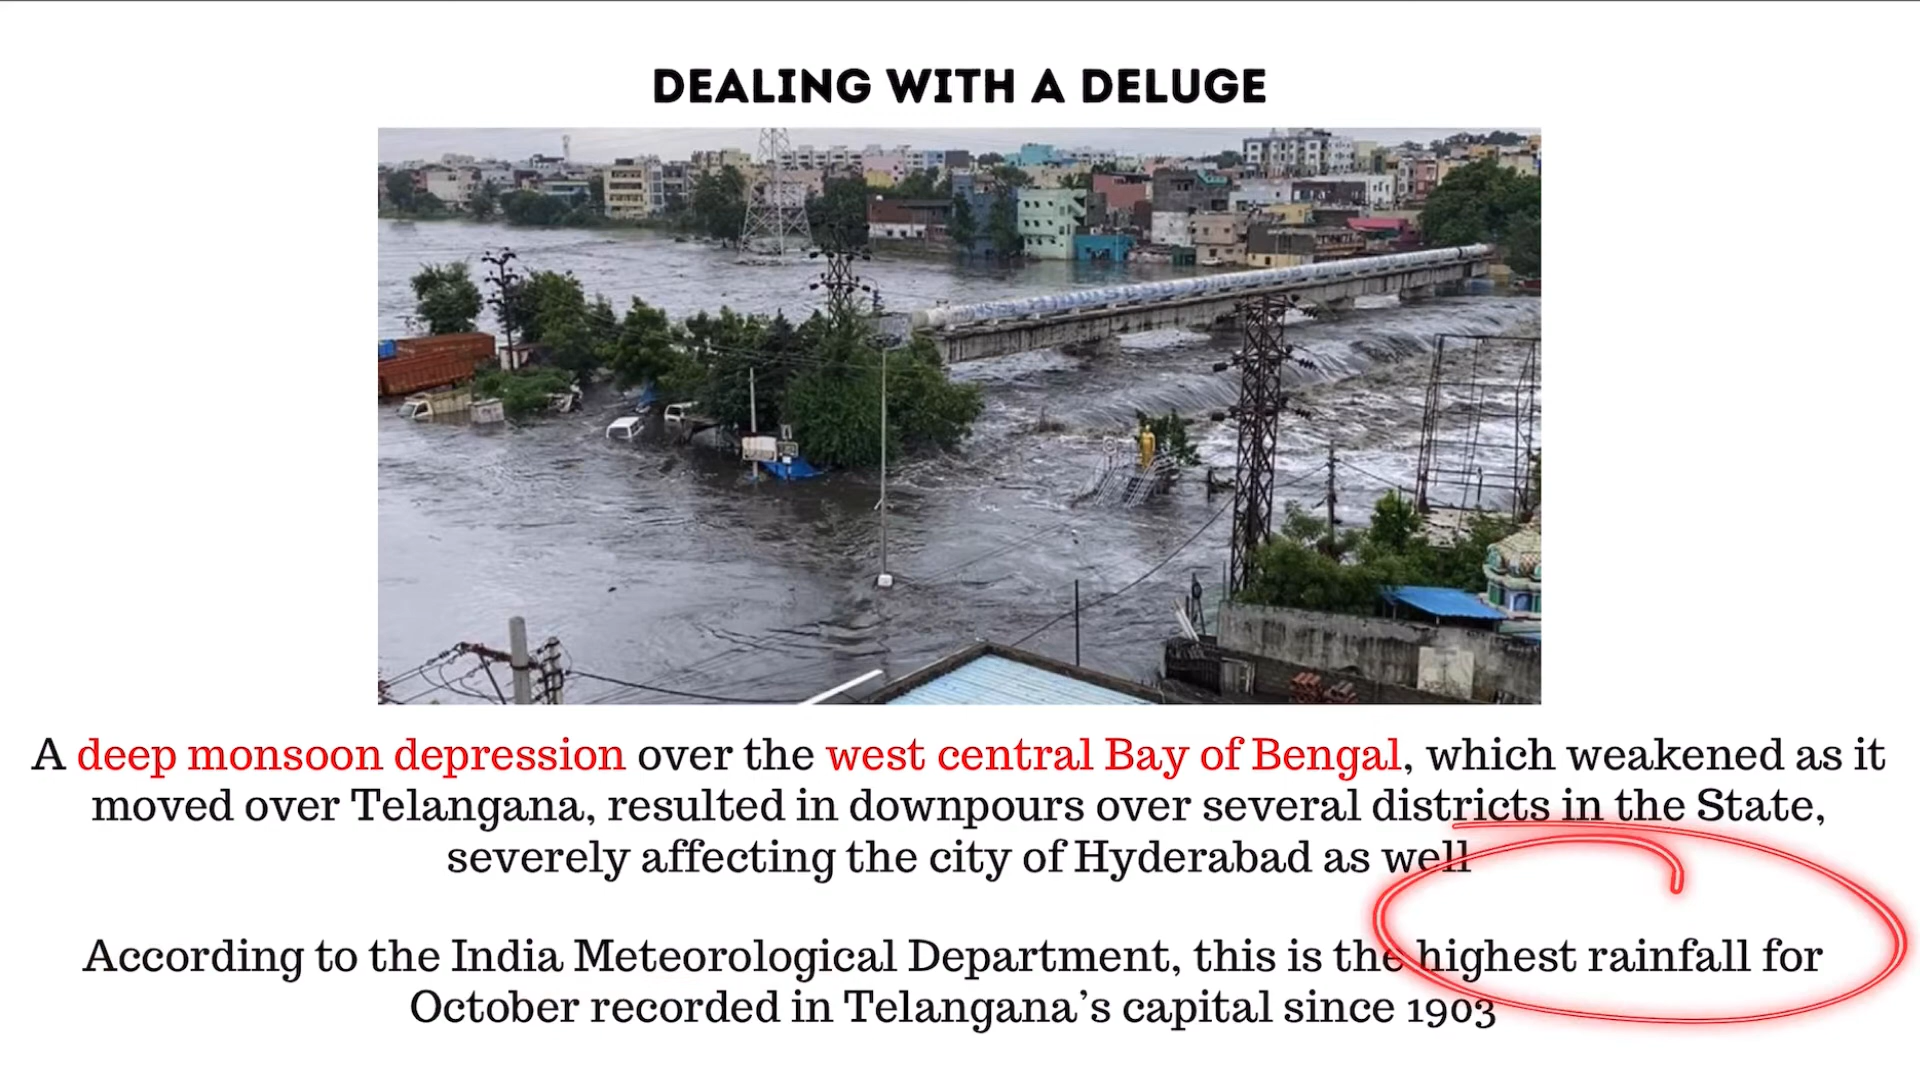 DEALING WITH A DELUGE
A deep monsoon depression over the west central Bay of Bengal, which weakened as it
moved over Telangana, resulted in downpours over several districts in the State,
severely affecting the city of Hyderabad as well
According to the India Meteorological Department, this is the highest rainfall for
October recorded in Telangana’s capital since 1903